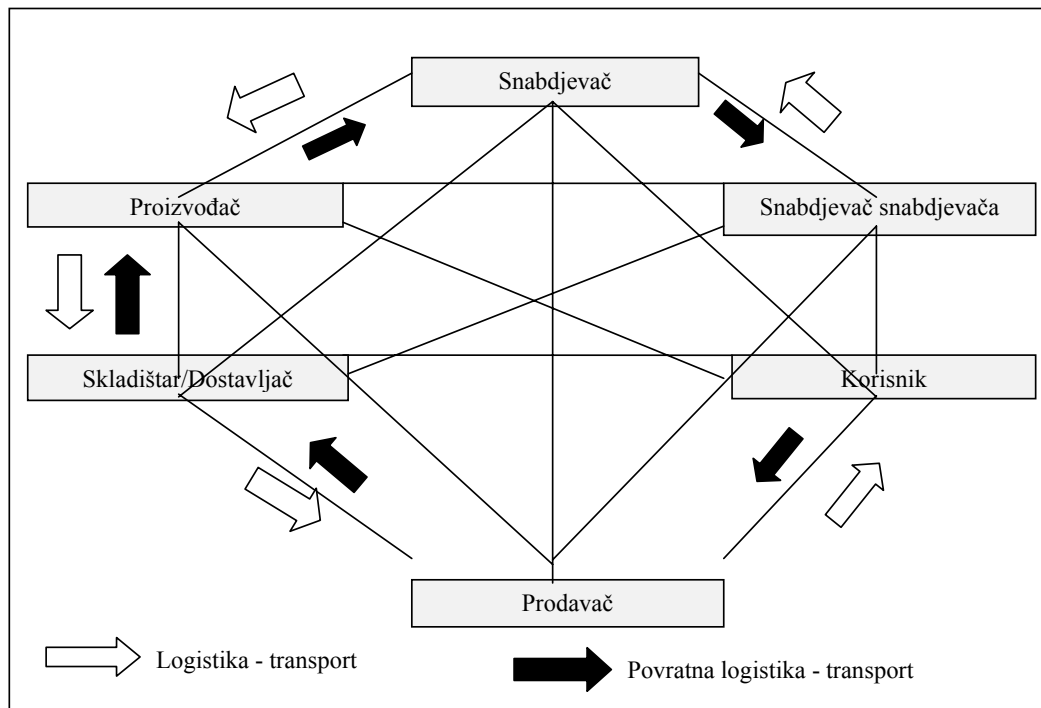 Snabdjevač
Proizvođač
Snabdjevač snabdjevača
Skladištar/Dostavljač
Korisnik
Prodavač
Logistika - transport
Povratna logistika - transport